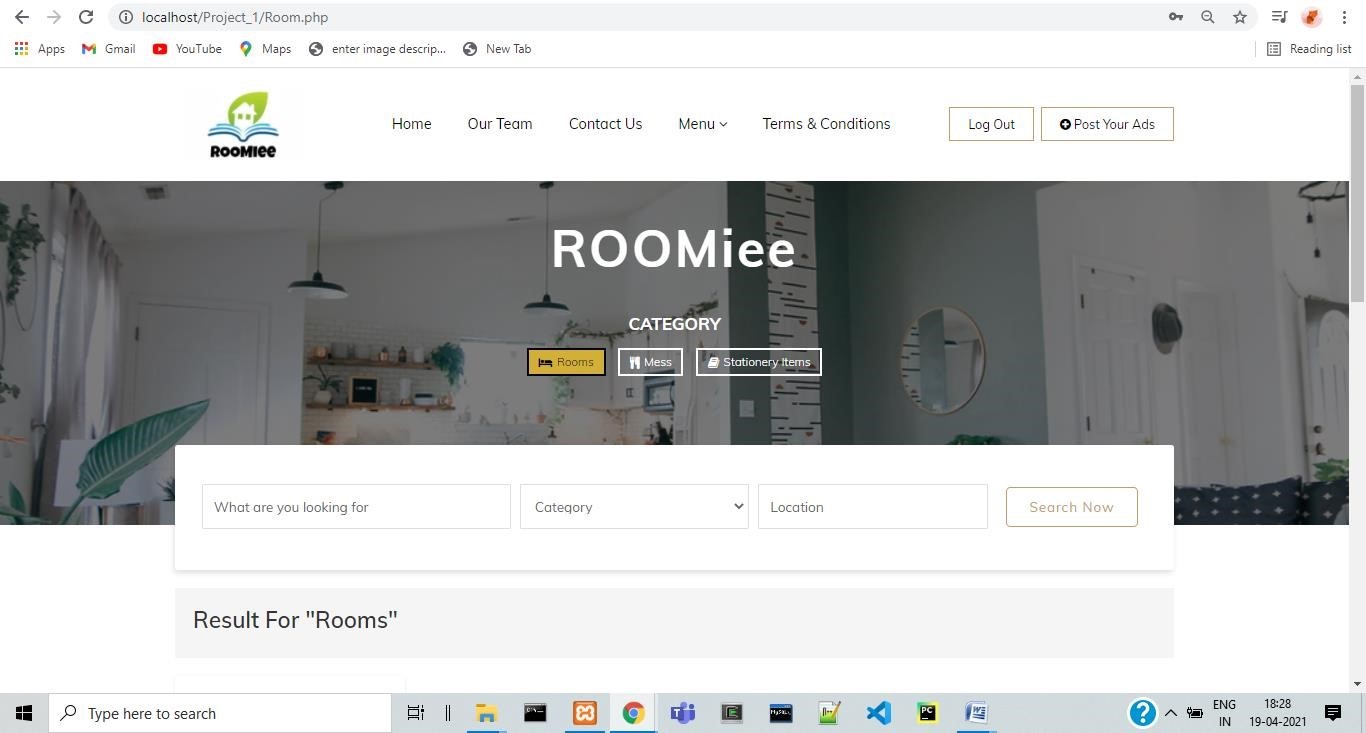 localhost/Project_1/Room.php
Apps Gmail YouTube Maps enter image descrip... New Tab Reading list
ROOMIee
Home Our Team Contact Us Menu Terms & Conditions Log Out Post Your Ads
ROOMiee
CATEGORY
Rooms Mess Stationery Items
What are you looking for Category Location Search Now
Result For "Rooms"
Type here to search
PC
W
ENG 18:28
IN 19-04-2021